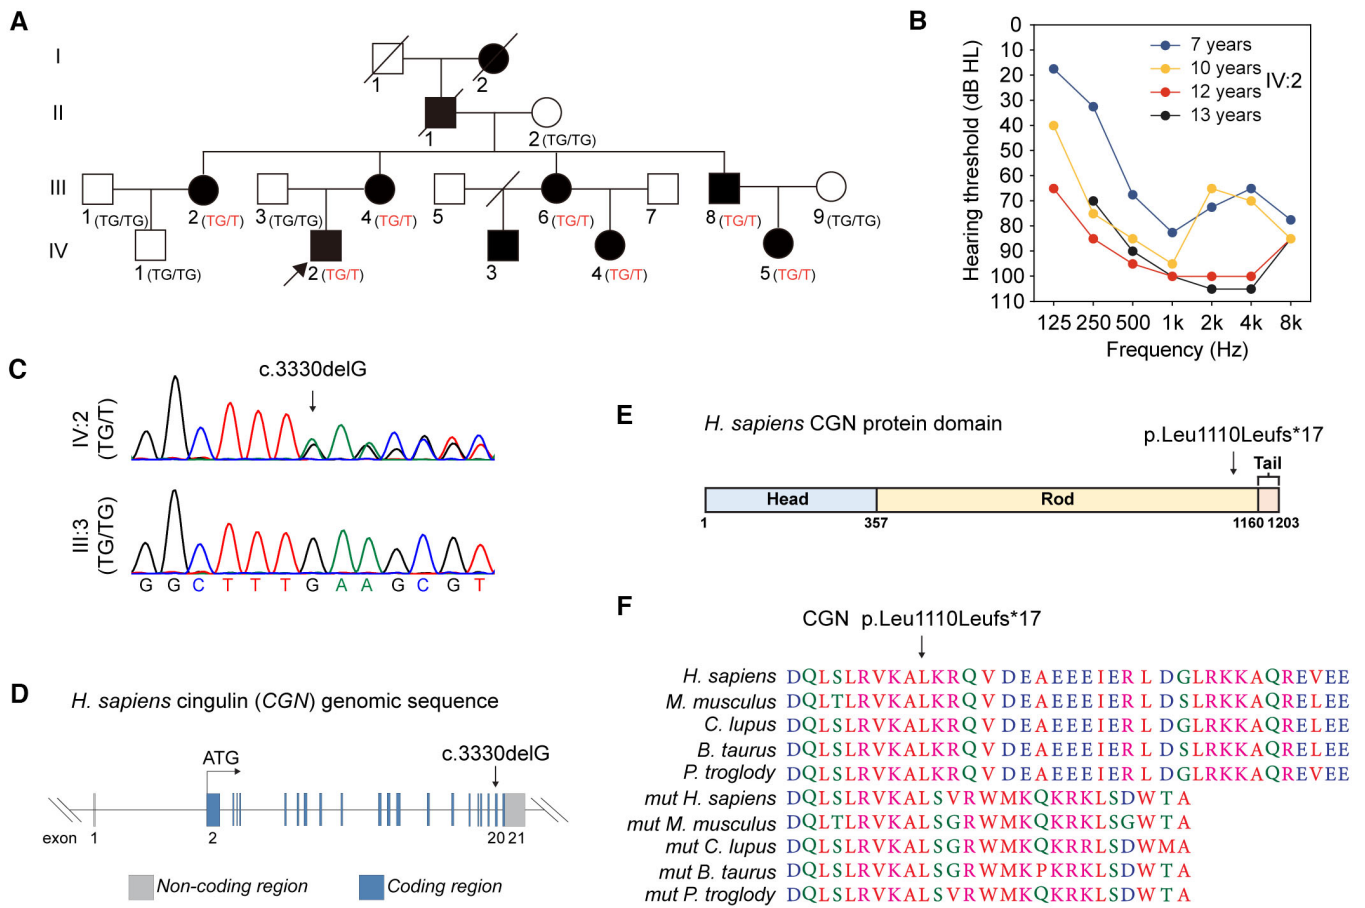 A
I
1
2
II
1
2 (TG/TG)
III
1 (TG/TG)
2 (TG/T)
3 (TG/TG)
4 (TG/T)
5
6 (TG/T)
7
8 (TG/T)
9 (TG/TG)
IV
1 (TG/TG)
2 (TG/T)
3
4 (TG/T)
5 (TG/T)
B
Hearing threshold (dB HL)
0
10
20
30
40
50
60
70
80
90
100
110
7 years
10 years
12 years
13 years
IV:2
125 250 500 1k 2k 4k 8k
Frequency (Hz)
C
c.3330delG
IV:2
(TG/T)
III:3
(TG/TG)
G G C T T T G A A G C G T
D
H. sapiens cingulin (CGN) genomic sequence
c.3330delG
ATG
exon 1 2 20 21
Non-coding region
Coding region
E
H. sapiens CGN protein domain
p.Leu1110Leufs*17
Tail
Head Rod
1 357 1160 1203
F
CGN p.Leu1110Leufs*17
H. sapiens DQLSLRVKALKRQVDEAEEEIERLDGLRKKAQREVEE
M. musculus DQLTLRVKALKRQVDEAEEEIERLDSLRKKAQRELEE
C. lupus DQLSLRVKALKRQVDEAEEEIERLDGLRKKAQRELEE
B. taurus DQLSLRVKALKRQVDEAEEEIERLDSLRKKAQRELEE
P. troglody DQLSLRVKALKRQVDEAEEEIERLDGLRKKAQREVEE
mut H. sapiens DQLSLRVKALSVRWMKQKRKLSDWTA
mut M. musculus DQLTLRVKALSGRWMKQKRKLSGWTA
mut C. lupus DQLSLRVKALSGRWMKQKRKLSDWMA
mut B. taurus DQLSLRVKALSGRWMKPKRKLSDWTA
mut P. troglody DQLSLRVKALSVRWMKQKRKLSDWTA